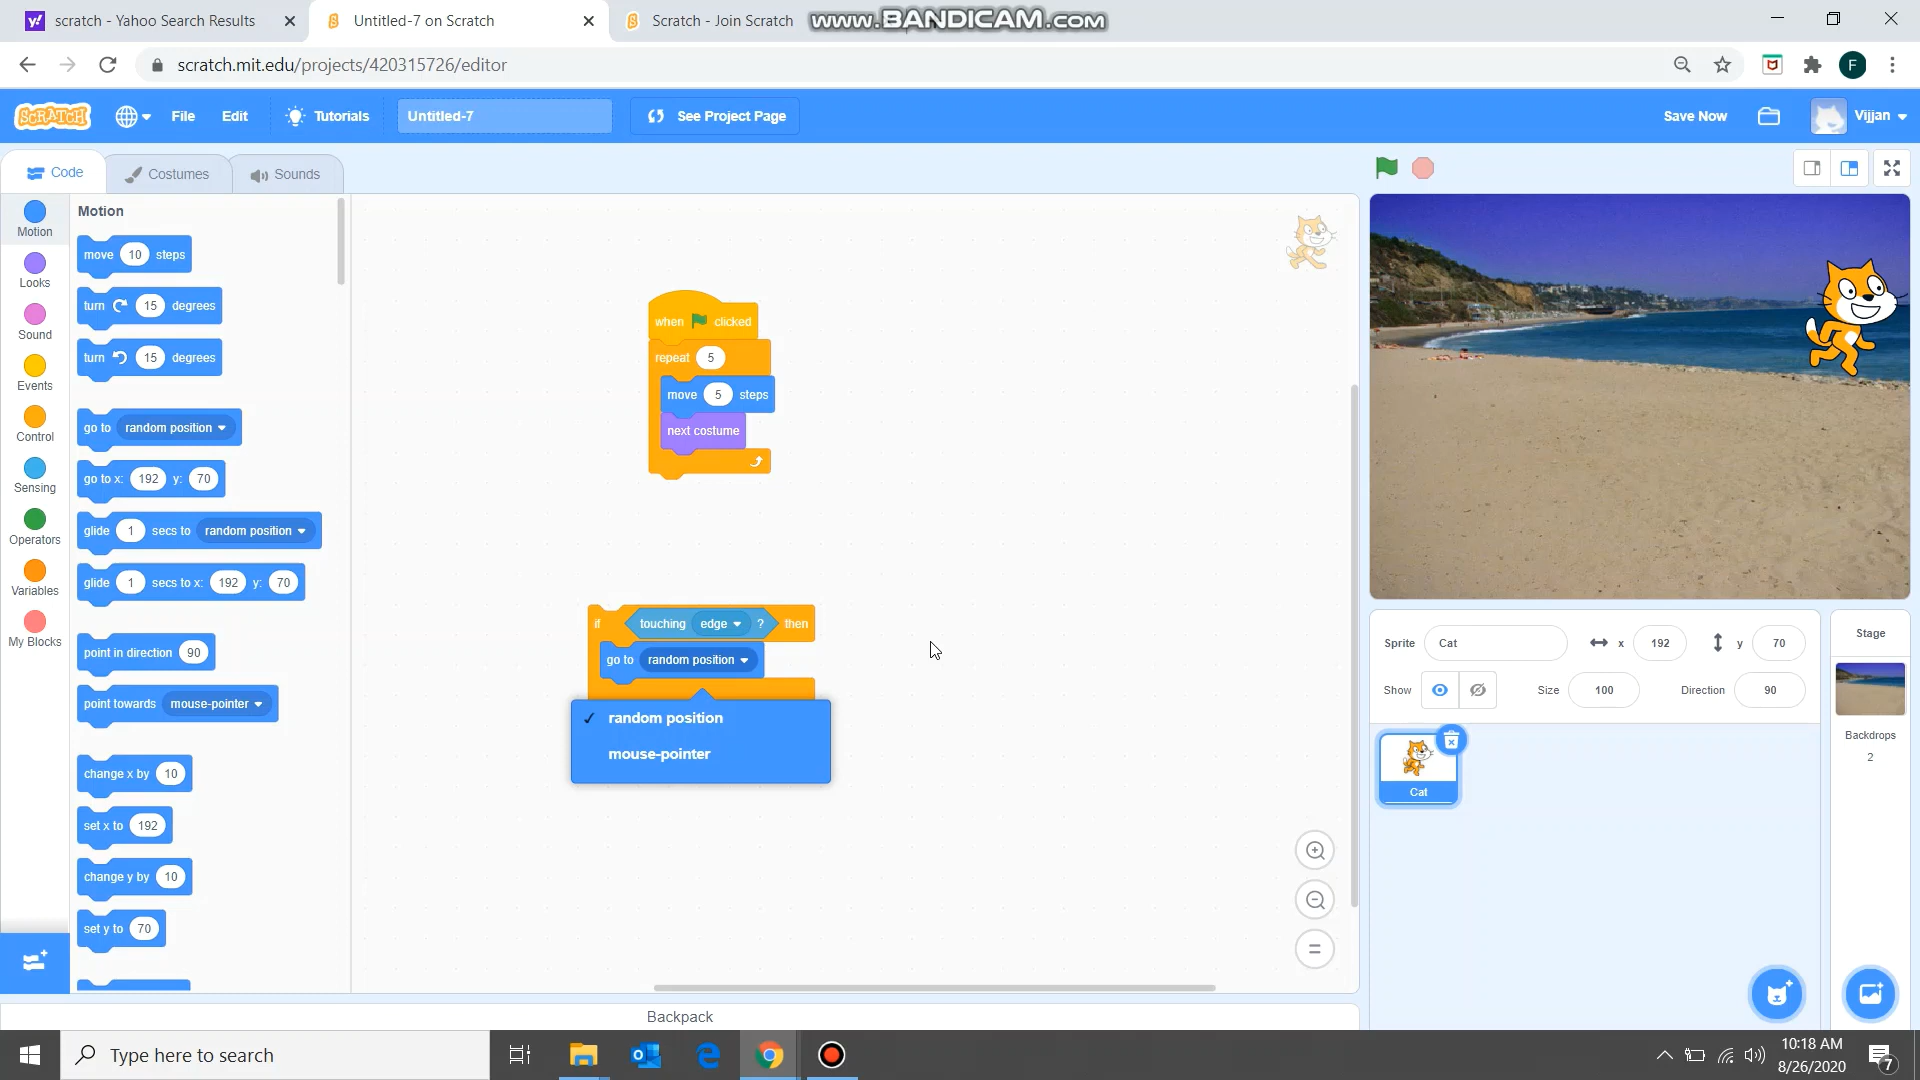 scratch - Yahoo Search Results
Untitled-7 on Scratch
Scratch - Join Scratch
www.BANDICAM.com
scratch.mit.edu/projects/420315726/editor
F
SCRATCH
File
Edit
Tutorials
Untitled-7
See Project Page
Save Now
Vijjan
Code
Costumes
Sounds
Motion
Looks
Sound
Events
Control
Sensing
Operators
Variables
My Blocks
Motion
move 10 steps
turn 15 degrees
turn 15 degrees
go to random position
go to x: 192 y: 70
glide 1 secs to random position
glide 1 secs to x: 192 y: 70
point in direction 90
point towards mouse-pointer
change x by 10
set x to 192
change y by 10
set y to 70
when clicked
repeat 5
move 5 steps
next costume
if touching edge ? then
go to random position
✓ random position
mouse-pointer
Sprite Cat x 192 y 70
Show Size 100 Direction 90
Cat
Stage
Backdrops
2
Backpack
Type here to search
10:18 AM
8/26/2020
7